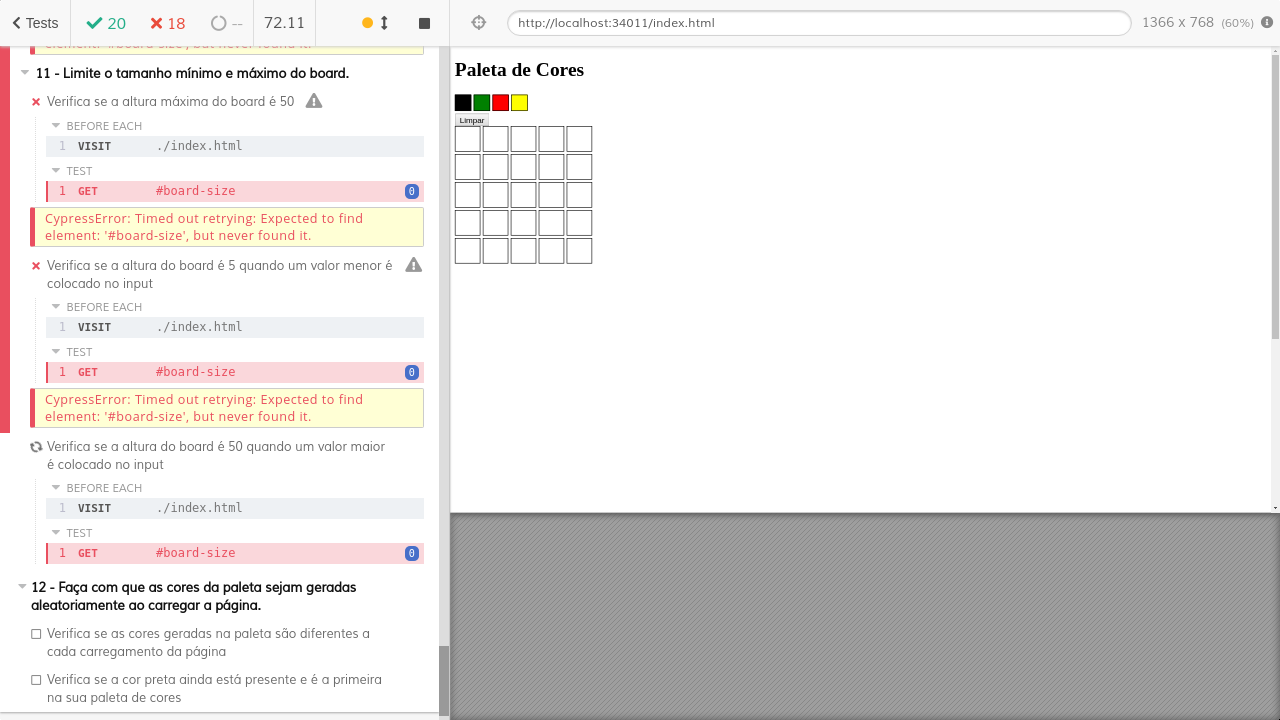 Tests 20 18 -- 72.11
http://localhost:34011/index.html 1366 x 768 (60%)
element: '#board-size', but never found it.
11 - Limite o tamanho mínimo e máximo do board.
Verifica se a altura máxima do board é 50
BEFORE EACH
1 VISIT ./index.html
TEST
1 GET #board-size 0
CypressError: Timed out retrying: Expected to find
element: '#board-size', but never found it.
Verifica se a altura do board é 5 quando um valor menor é
colocado no input
BEFORE EACH
1 VISIT ./index.html
TEST
1 GET #board-size 0
CypressError: Timed out retrying: Expected to find
element: '#board-size', but never found it.
Verifica se a altura do board é 50 quando um valor maior
é colocado no input
BEFORE EACH
1 VISIT ./index.html
TEST
1 GET #board-size 0
12 - Faça com que as cores da paleta sejam geradas
aleatoriamente ao carregar a página.
Verifica se as cores geradas na paleta são diferentes a
cada carregamento da página
Verifica se a cor preta ainda está presente e é a primeira
na sua paleta de cores
Paleta de Cores
Limpar